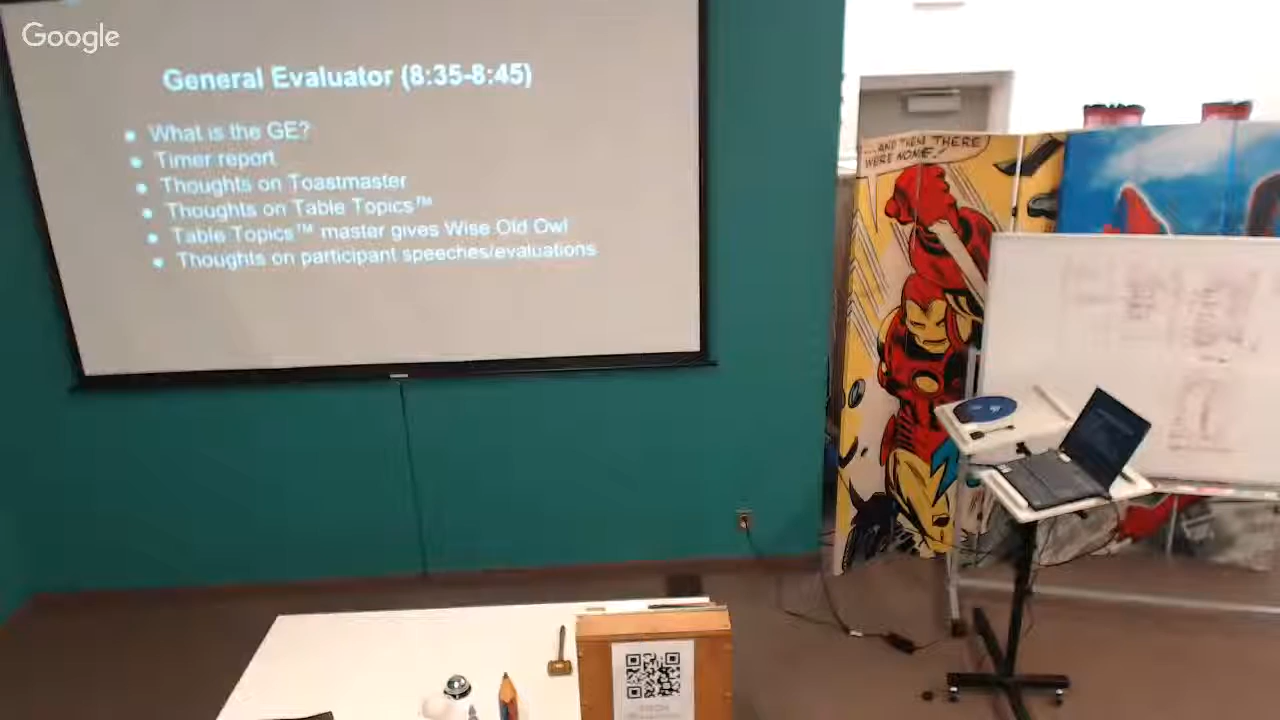 Google
General Evaluator (8:35-8:45)
• What is the GE?
• Timer report
• Thoughts on Toastmaster
• Thoughts on Table Topics™
• Table Topics™ master gives Wise Old Owl
• Thoughts on participant speeches/evaluations
...AND THEN THERE
WERE NONE!